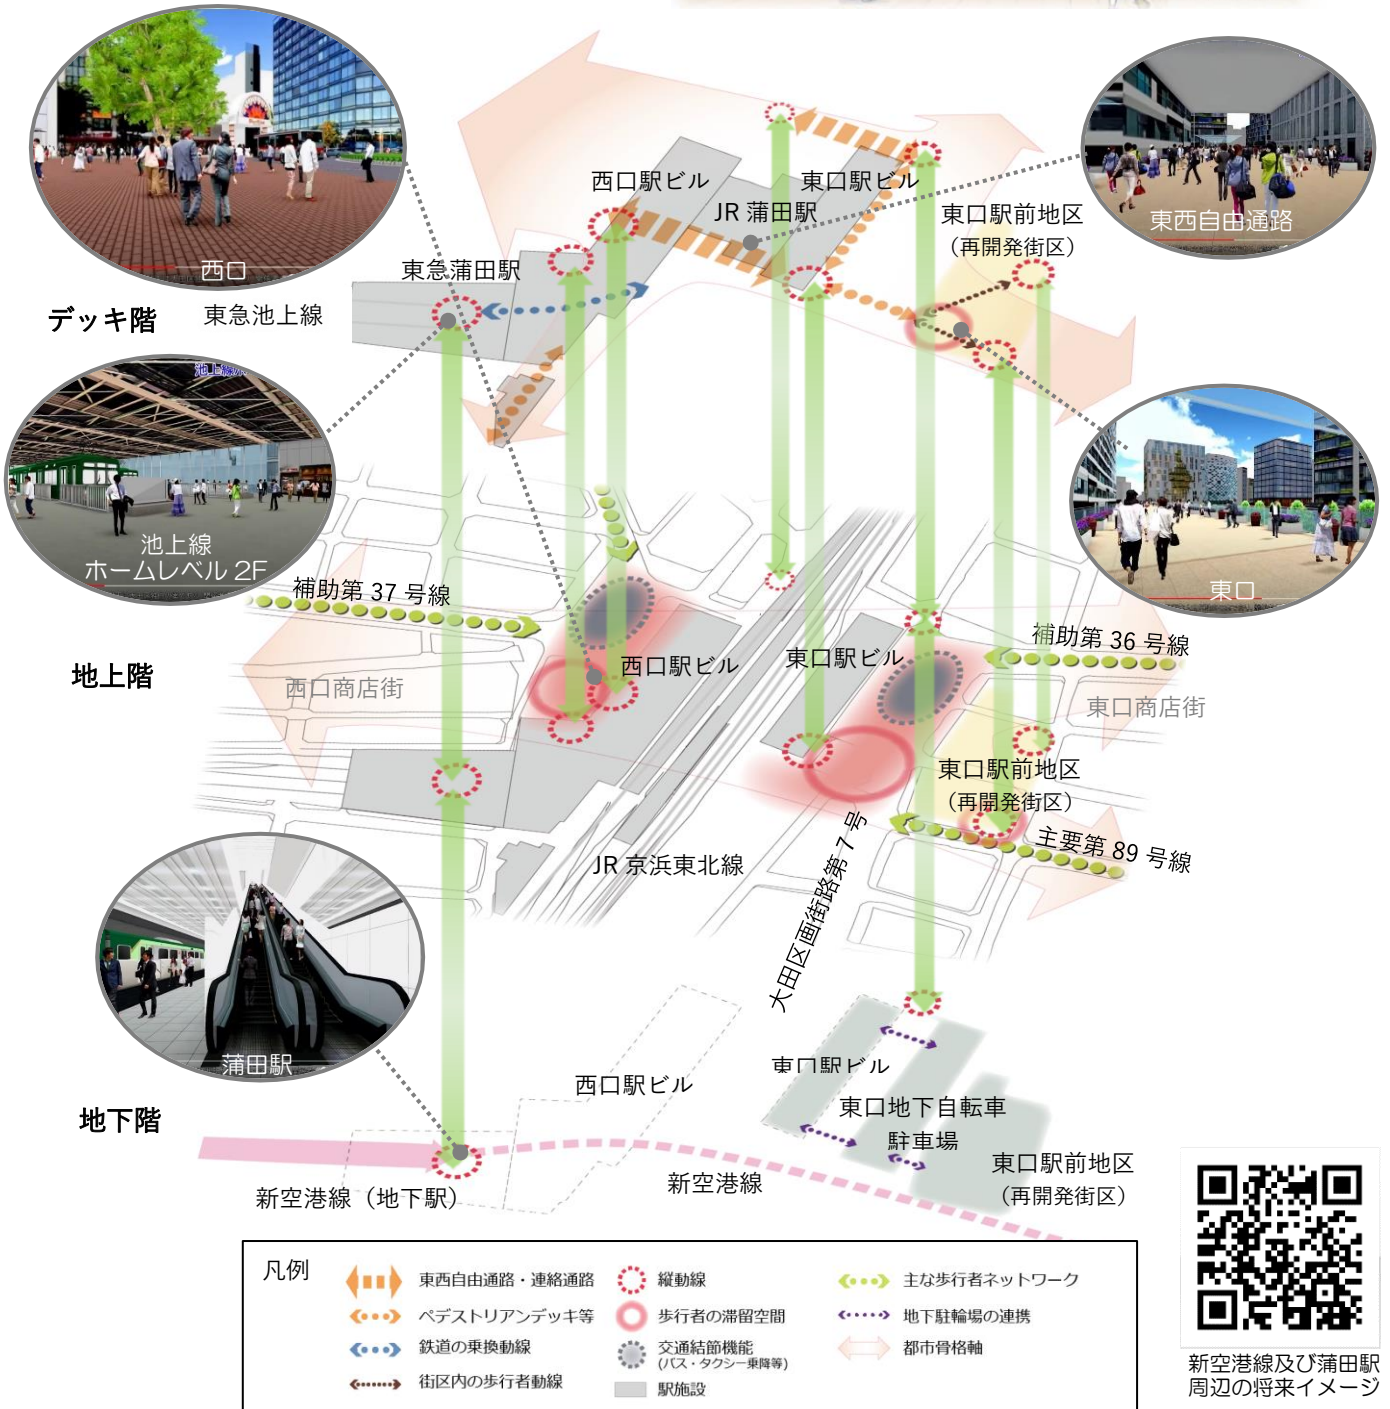 西口駅ビル
東口駅ビル
JR 蒲田駅
東口駅前地区
（再開発街区）
東西自由通路
西口
東急蒲田駅
デッキ階
東急池上線
池上線
ホームレベル 2F
東口
補助第 37 号線
補助第 36 号線
地上階
西口商店街
西口駅ビル
東口駅ビル
東口商店街
東口駅前地区
（再開発街区）
主要第 89 号線
JR 京浜東北線
大田区画街路第 7 号
蒲田駅
地下階
西口駅ビル
東口駅ビル
東口地下自転車
駐車場
東口駅前地区
（再開発街区）
新空港線（地下駅）
新空港線
凡例
東西自由通路・連絡通路
縦動線
主な歩行者ネットワーク
ペデストリアンデッキ等
歩行者の滞留空間
地下駐輪場の連携
鉄道の乗換動線
交通結節機能
(バス・タクシー乗降等)
都市骨格軸
街区内の歩行者動線
駅施設
新空港線及び蒲田駅
周辺の将来イメージ